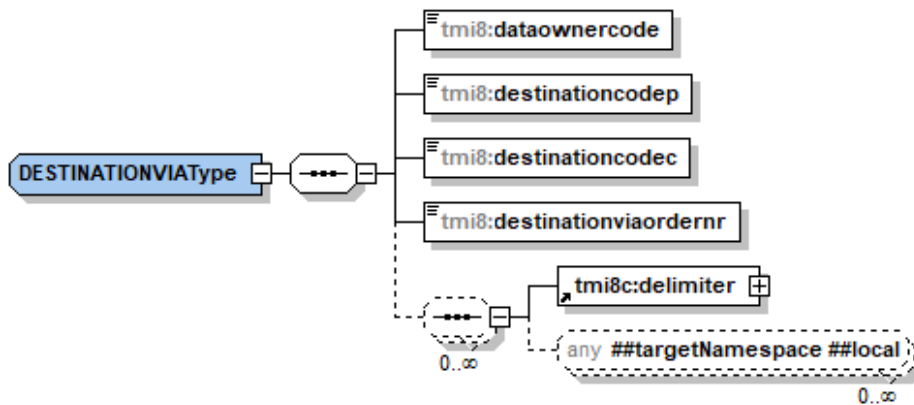 tmi8:dataownercode
tmi8:destinationcodep
DESTINATIONVIAType
tmi8:destinationcodec
tmi8:destinationviaordernr
tmi8c:delimiter
0..∞
any ##targetNamespace ##local
0..∞